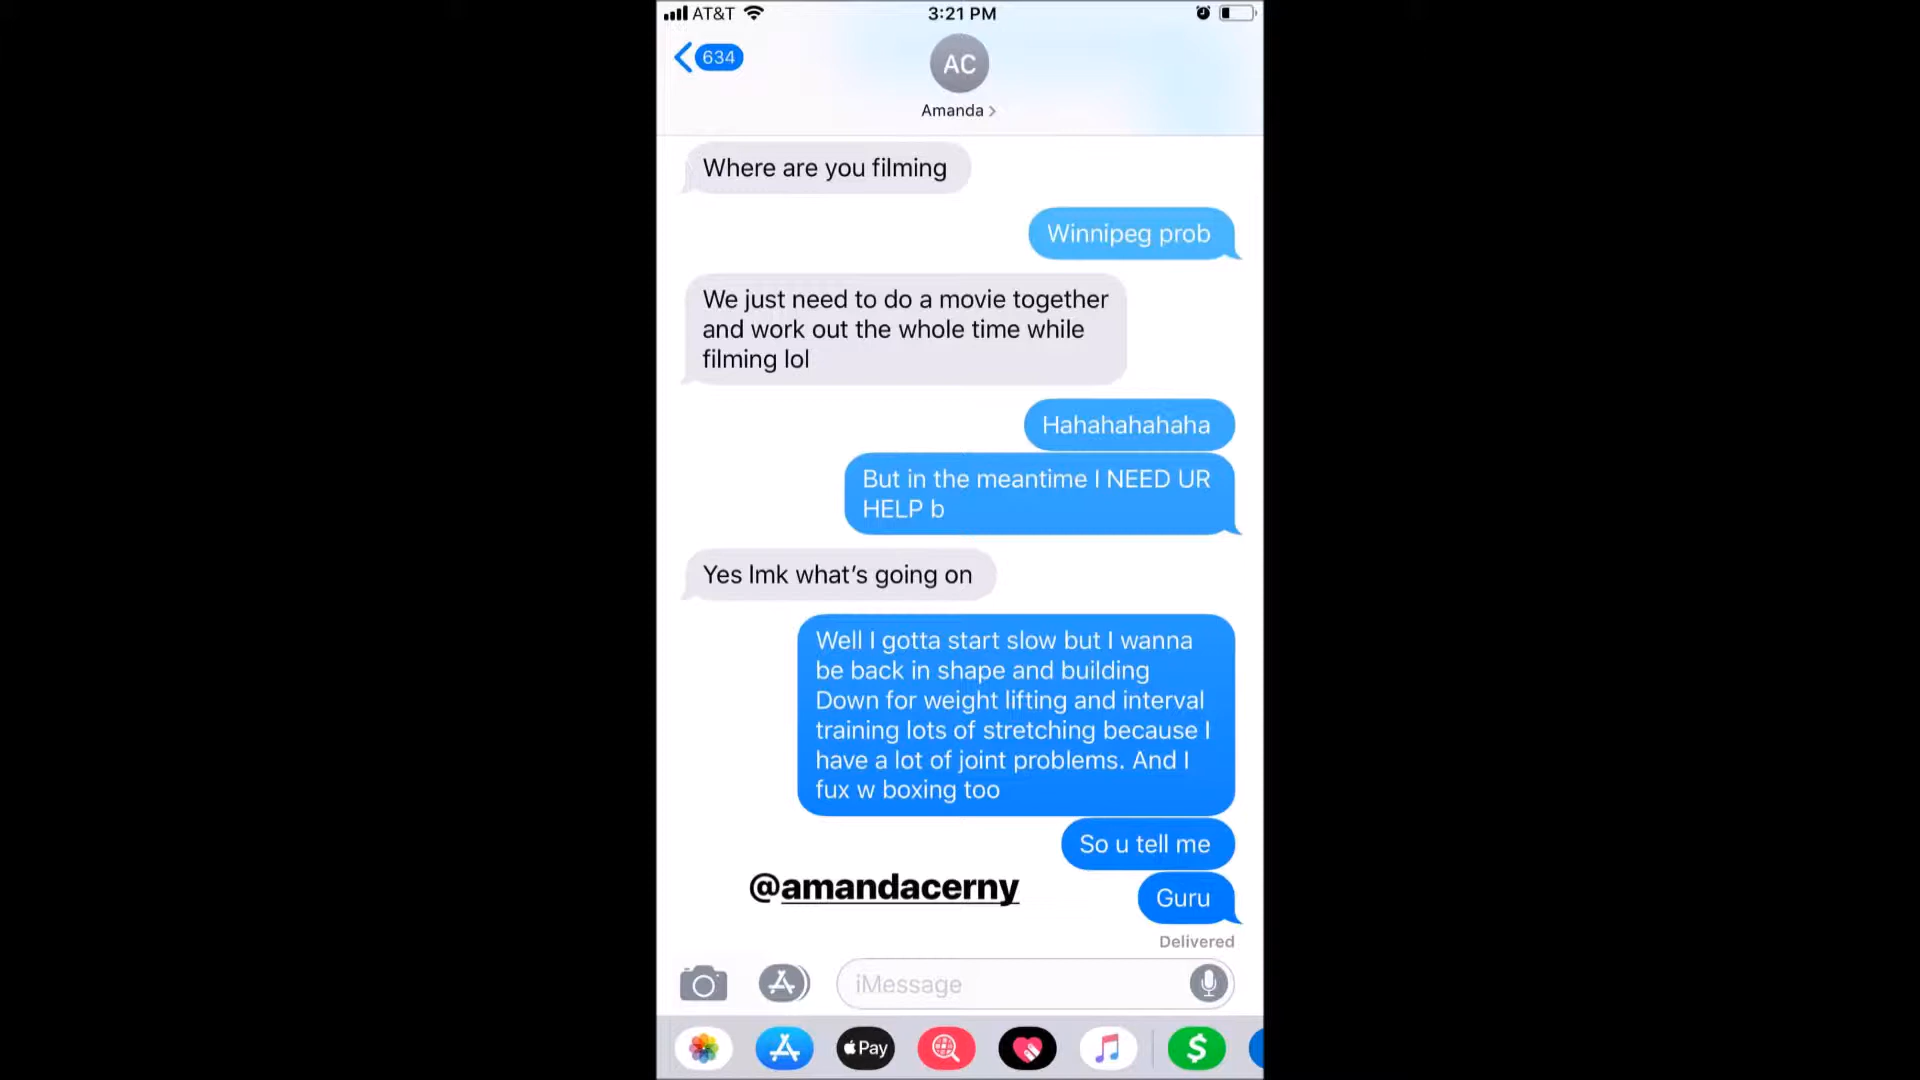 AT&T
3:21 PM
634
AC
Amanda
Where are you filming
Winnipeg prob
We just need to do a movie together
and work out the whole time while
filming lol
Hahahahahaha
But in the meantime I NEED UR
HELP b
Yes lmk what's going on
Well I gotta start slow but I wanna
be back in shape and building
Down for weight lifting and interval
training lots of stretching because I
have a lot of joint problems. And I
fux w boxing too
So u tell me
@amandacerny
Guru
Delivered
iMessage
Pay
$